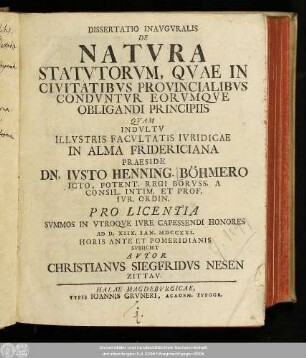 DISSERTATIO INAVGVRALIS
DE
NATVRA
STATVTORVM, QVAE IN
CIVITATIBVS PROVINCIALIBVS
CONDVNTVR EORVMQVE
OBLIGANDI PRINCIPIIS
QVAM
INDVLTV
ILLVSTRIS FACVLTATIS IVRIDICAE
IN ALMA FRIDERICIANA
PRAESIDE
DN. IVSTO HENNING. BÖHMERO
ICTO, POTENT. REGI BORVSS. A
CONSIL. INTIM. ET PROF.
IVR. ORDIN.
PRO LICENTIA
SVMMOS IN VTROQVE IVRE CAPESSENDI HONORES
AD D. XIIX. IAN. MDCCXXI.
HORIS ANTE ET POMERIDIANIS
SVBIICIET
AVTOR
CHRISTIANVS SIEGFRIDVS NESEN
ZITTAV.
HALAE MAGDEBVRGICAE,
TYPIS IOANNIS GRVNERI, ACADEM. TYPOGR.